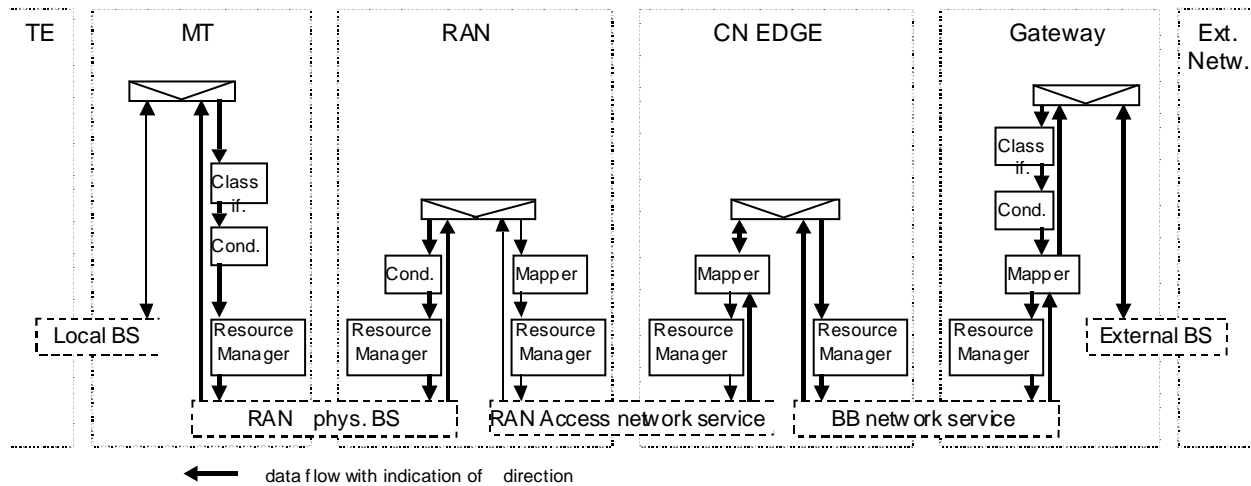 TE
MT
RAN
CN EDGE
Gateway
Ext.
Netw.
Class
if.
Cond.
Resource
Manager
Local BS
Cond.
Mapper
Resource
Manager
Resource
Manager
Mapper
Resource
Manager
Resource
Manager
Class
if.
Cond.
Mapper
Resource
Manager
External BS
RAN phys. BS
RAN Access network service
BB network service
data flow with indication of direction